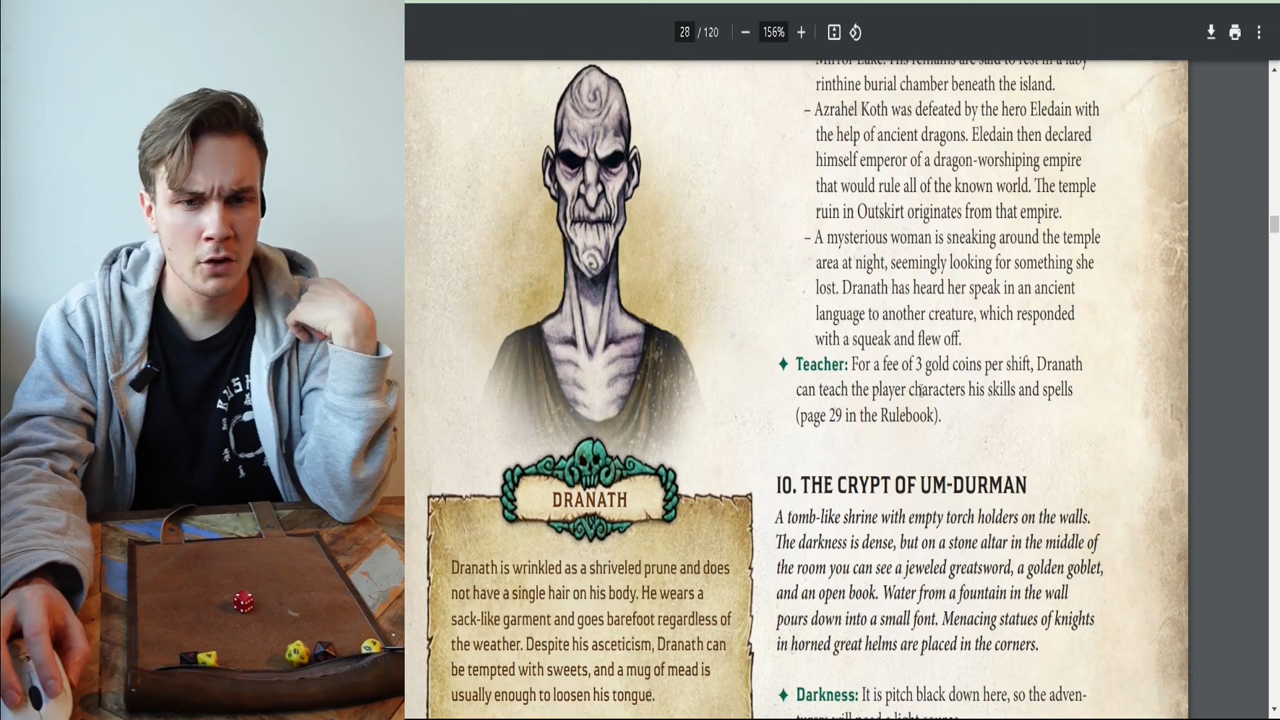 28 / 120
156%
rinthine burial chamber beneath the island.
– Azrahel Koth was defeated by the hero Eledain with
the help of ancient dragons. Eledain then declared
himself emperor of a dragon-worshiping empire
that would rule all of the known world. The temple
ruin in Outskirt originates from that empire.
– A mysterious woman is sneaking around the temple
area at night, seemingly looking for something she
lost. Dranath has heard her speak in an ancient
language to another creature, which responded
with a squeak and flew off.
Teacher: For a fee of 3 gold coins per shift, Dranath
can teach the player characters his skills and spells
(page 29 in the Rulebook).
DRANATH
Dranath is wrinkled as a shriveled prune and does
not have a single hair on his body. He wears a
sack-like garment and goes barefoot regardless of
the weather. Despite his asceticism, Dranath can
be tempted with sweets, and a mug of mead is
usually enough to loosen his tongue.
10. THE CRYPT OF UM-DURMAN
A tomb-like shrine with empty torch holders on the walls.
The darkness is dense, but on a stone altar in the middle of
the room you can see a jeweled greatsword, a golden goblet,
and an open book. Water from a fountain in the wall
pours down into a small font. Menacing statues of knights
in horned great helms are placed in the corners.
Darkness: It is pitch black down here, so the adven-